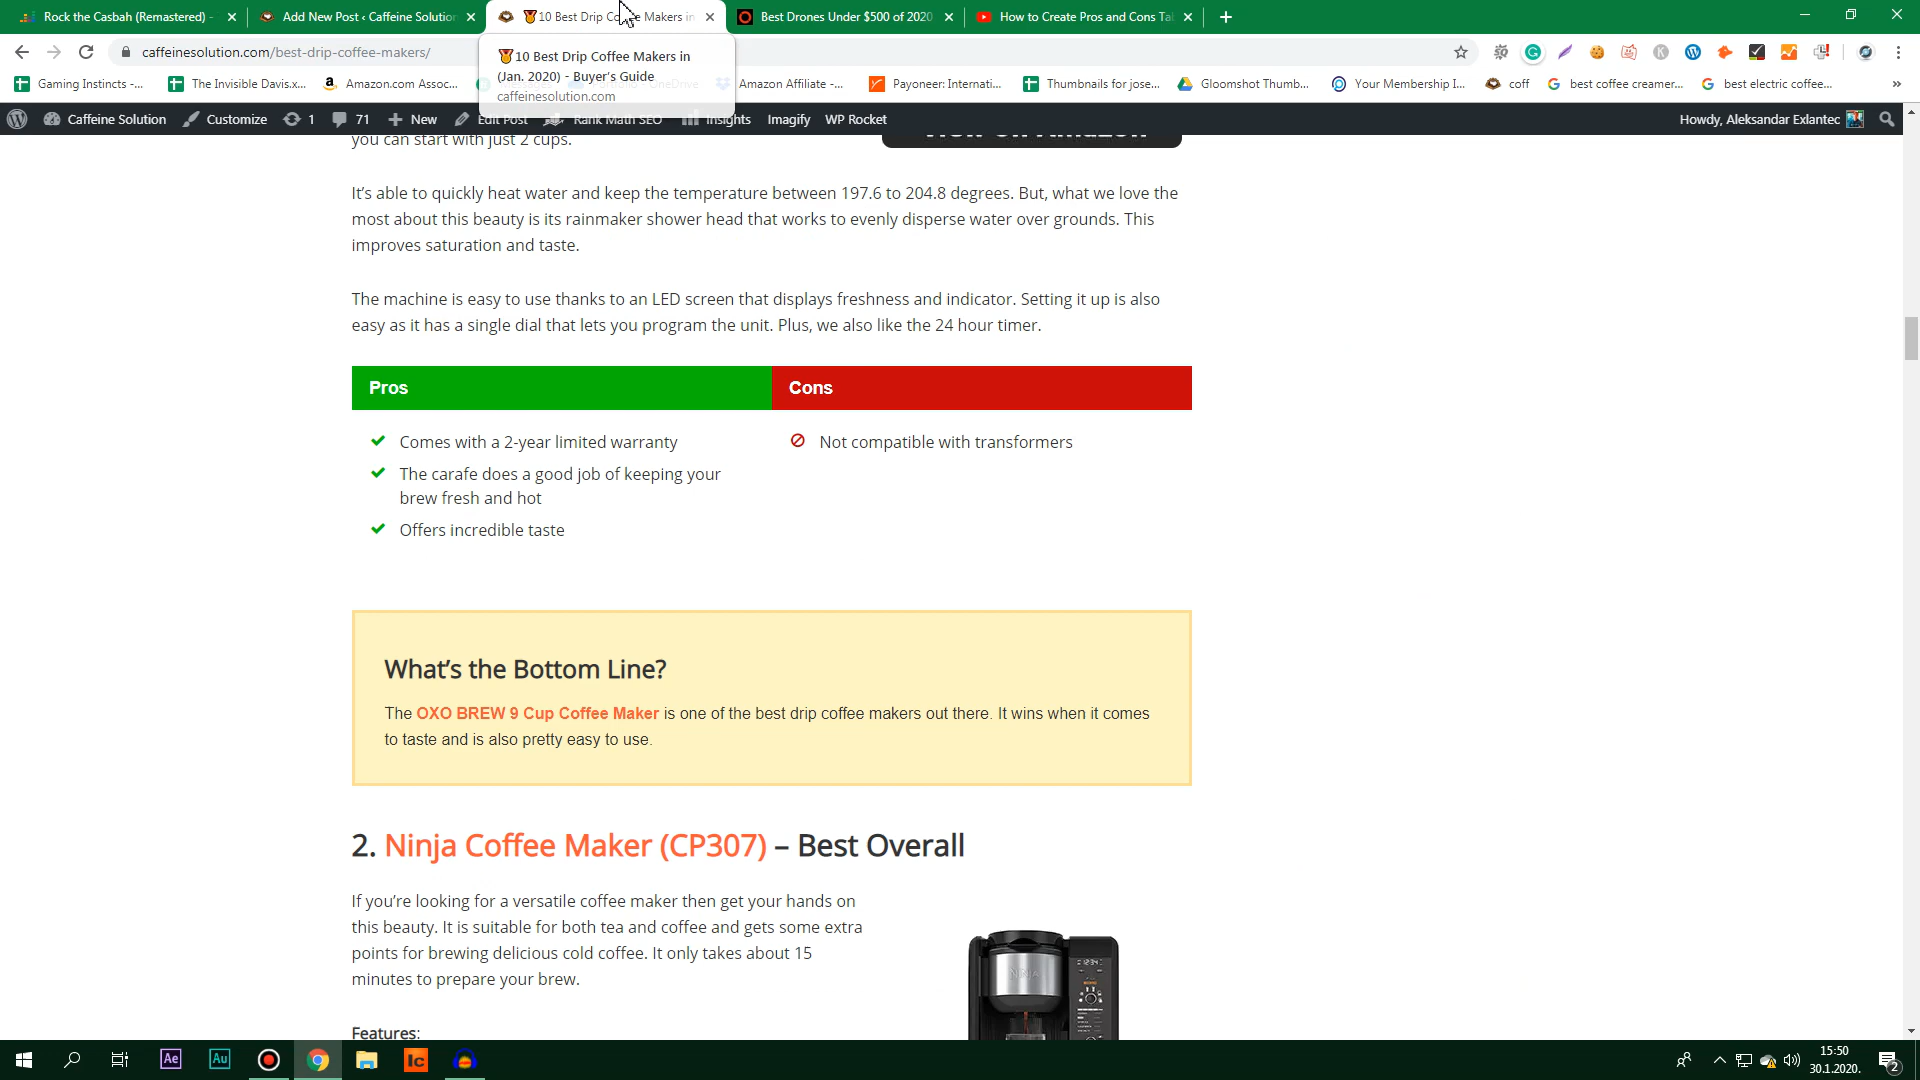 Rock the Casbah (Remastered) -
Add New Post ‹ Caffeine Solution
10 Best Drip Coffee Makers in
Best Drones Under $500 of 2020
How to Create Pros and Cons Ta
caffeinesolution.com/best-drip-coffee-makers/
10 Best Drip Coffee Makers in
(Jan. 2020) - Buyer's Guide
caffeinesolution.com
Gaming Instincts -...
The Invisible Davis.x...
Amazon.com Assoc...
Amazon Affiliate -...
Payoneer: Internati...
Thumbnails for jose...
Gloomshot Thumb...
Your Membership I...
coff
best coffee creamer...
best electric coffee...
Caffeine Solution
Customize
1
71
New
Edit Post
Rank Math SEO
Insights
Imagify
WP Rocket
Howdy, Aleksandar Exlantec
you can start with just 2 cups.
View on Amazon
It's able to quickly heat water and keep the temperature between 197.6 to 204.8 degrees. But, what we love the
most about this beauty is its rainmaker shower head that works to evenly disperse water over grounds. This
improves saturation and taste.
The machine is easy to use thanks to an LED screen that displays freshness and indicator. Setting it up is also
easy as it has a single dial that lets you program the unit. Plus, we also like the 24 hour timer.
Pros
Cons
Comes with a 2-year limited warranty
Not compatible with transformers
The carafe does a good job of keeping your
brew fresh and hot
Offers incredible taste
What's the Bottom Line?
The OXO BREW 9 Cup Coffee Maker is one of the best drip coffee makers out there. It wins when it comes
to taste and is also pretty easy to use.
2. Ninja Coffee Maker (CP307) – Best Overall
If you're looking for a versatile coffee maker then get your hands on
this beauty. It is suitable for both tea and coffee and gets some extra
points for brewing delicious cold coffee. It only takes about 15
minutes to prepare your brew.
Features:
NINJA
Ae
Au
Ic
15:50
30.1.2020.
2